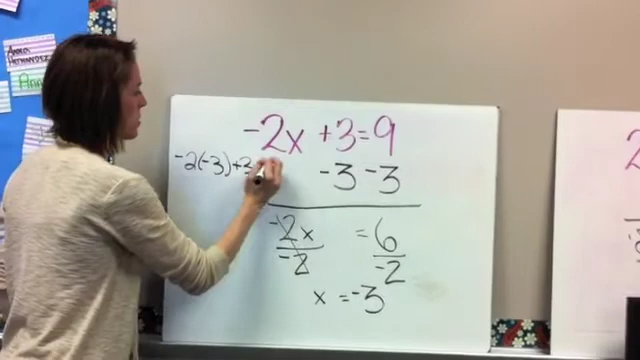 -2x +3=9
-2(-3)+3
-3 -3
-2x = 6
-2 -2
x = -3